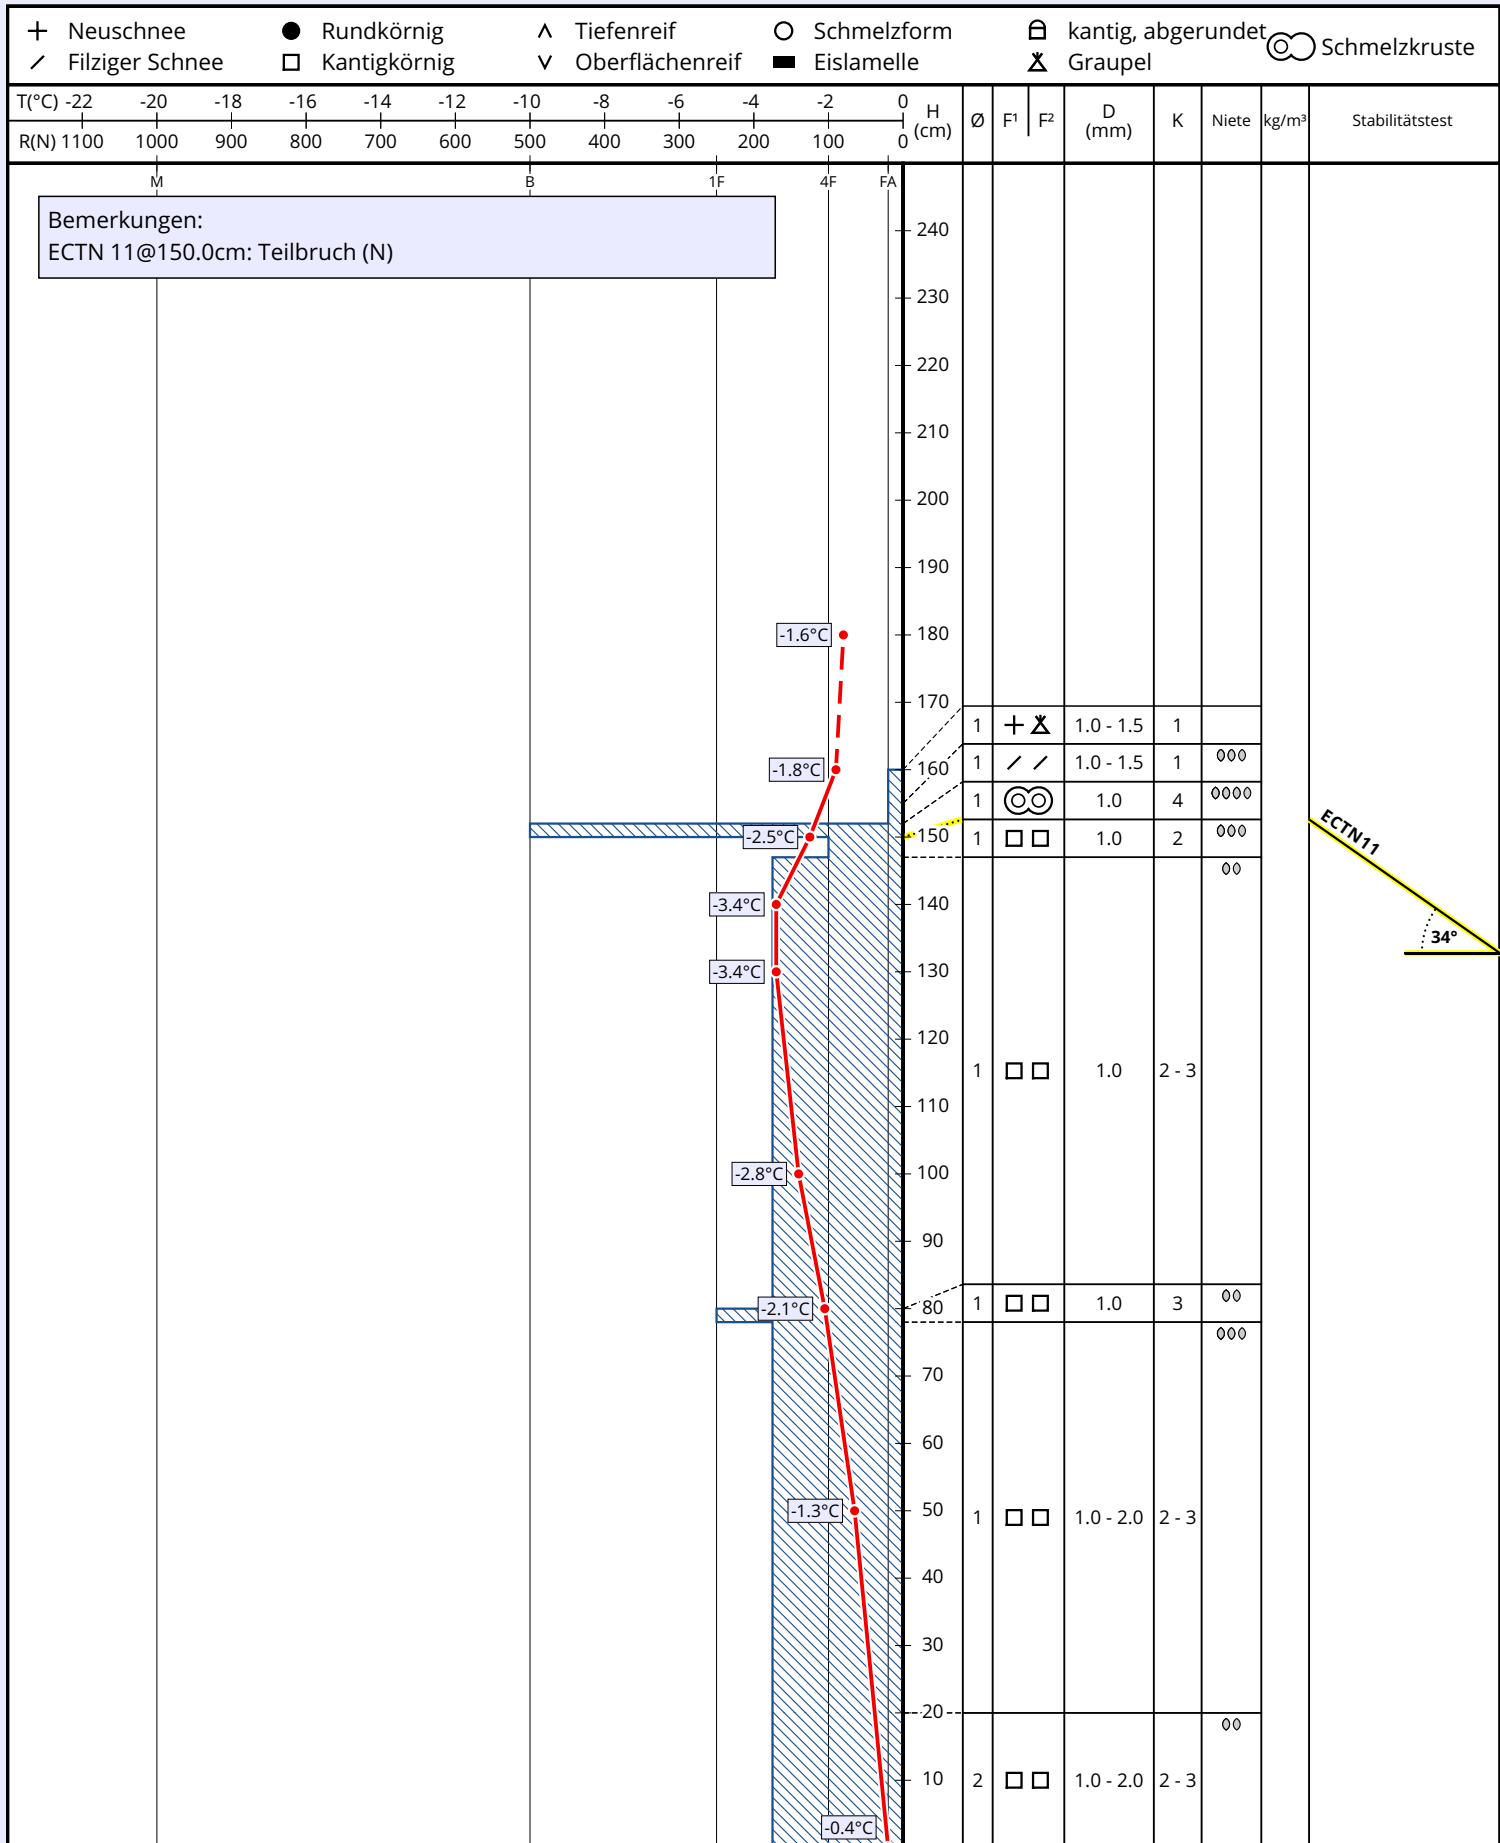 Neuschnee Rundkörnig Tiefenreif Schmelzform kantig, abgerundet Schmelzkruste
Filziger Schnee Kantigkörnig Oberflächenreif Eislamelle Graupel
T(°C) -22 -20 -18 -16 -14 -12 -10 -8 -6 -4 -2 0
R(N) 1100 1000 900 800 700 600 500 400 300 200 100 0
H (cm) Ø F¹ F² D (mm) K Niete kg/m³ Stabilitätstest
M B 1F 4F FA
Bemerkungen:
ECTN 11@150.0cm: Teilbruch (N)
240
230
220
210
200
190
-1.6°C 180
170
1 1.0 - 1.5 1
-1.8°C 160 1 1.0 - 1.5 1
1 1.0 4
-2.5°C 150 1 1.0 2
ECTN11
-3.4°C 140
34°
-3.4°C 130
120
1 1.0 2 - 3
110
-2.8°C 100
90
-2.1°C 80 1 1.0 3
70
60
-1.3°C 50 1 1.0 - 2.0 2 - 3
40
30
20
10 2 1.0 - 2.0 2 - 3
-0.4°C